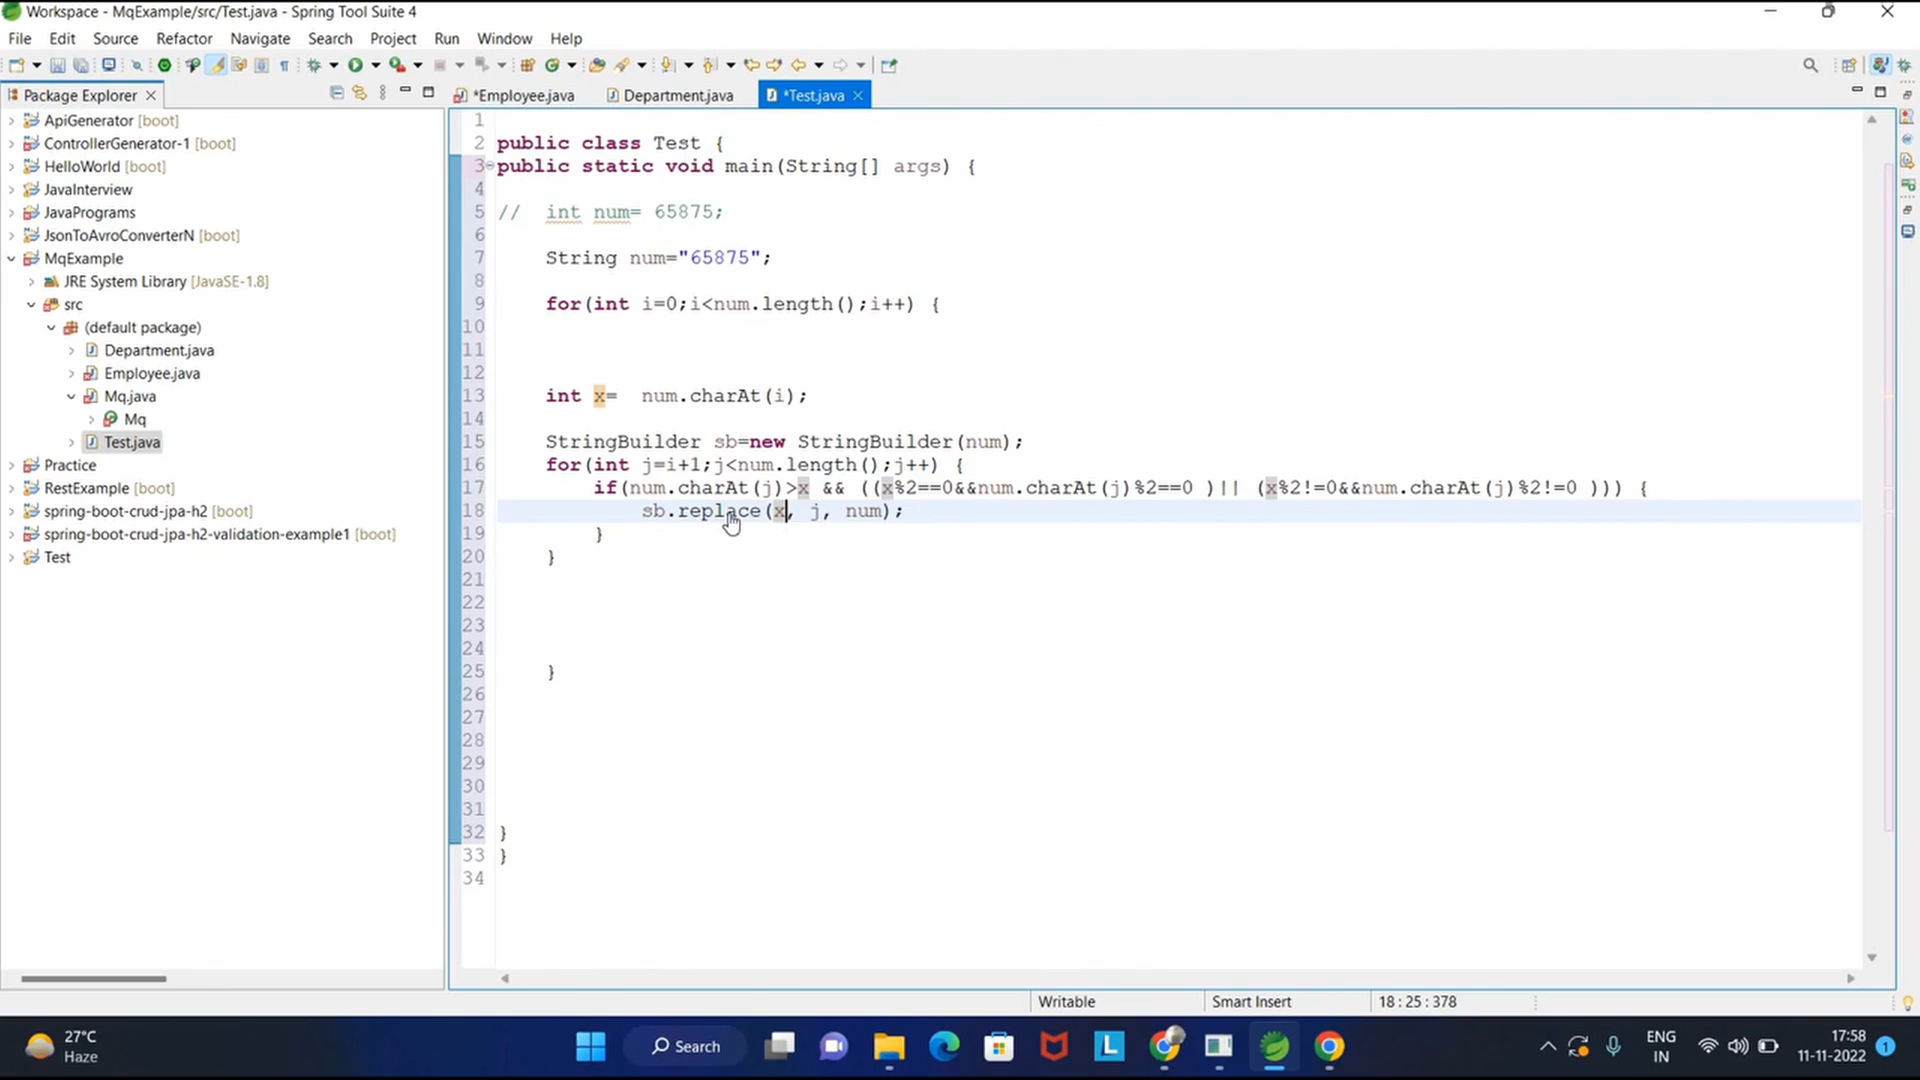 Workspace - MqExample/src/Test.java - Spring Tool Suite 4
File Edit Source Refactor Navigate Search Project Run Window Help
Package Explorer
*Employee.java Department.java *Test.java
ApiGenerator [boot]
ControllerGenerator-1 [boot]
HelloWorld [boot]
JavaInterview
JavaPrograms
JsonToAvroConverterN [boot]
MqExample
JRE System Library [JavaSE-1.8]
src
(default package)
Department.java
Employee.java
Mq.java
Mq
Test.java
Practice
RestExample [boot]
spring-boot-crud-jpa-h2 [boot]
spring-boot-crud-jpa-h2-validation-example1 [boot]
Test
1
2 public class Test {
3 public static void main(String[] args) {
4
5 // int num= 65875;
6
7 String num="65875";
8
9 for(int i=0;i<num.length();i++) {
10
11
12
13 int x= num.charAt(i);
14
15 StringBuilder sb=new StringBuilder(num);
16 for(int j=i+1;j<num.length();j++) {
17 if(num.charAt(j)>x && ((x%2==0&&num.charAt(j)%2==0 )|| (x%2!=0&&num.charAt(j)%2!=0 ))) {
18 sb.replace(x, j, num);
19 }
20 }
21
22
23
24
25 }
26
27
28
29
30
31
32 }
33 }
34
Writable Smart Insert 18 : 25 : 378
27°C
Haze
Search
ENG
IN
17:58
11-11-2022
1